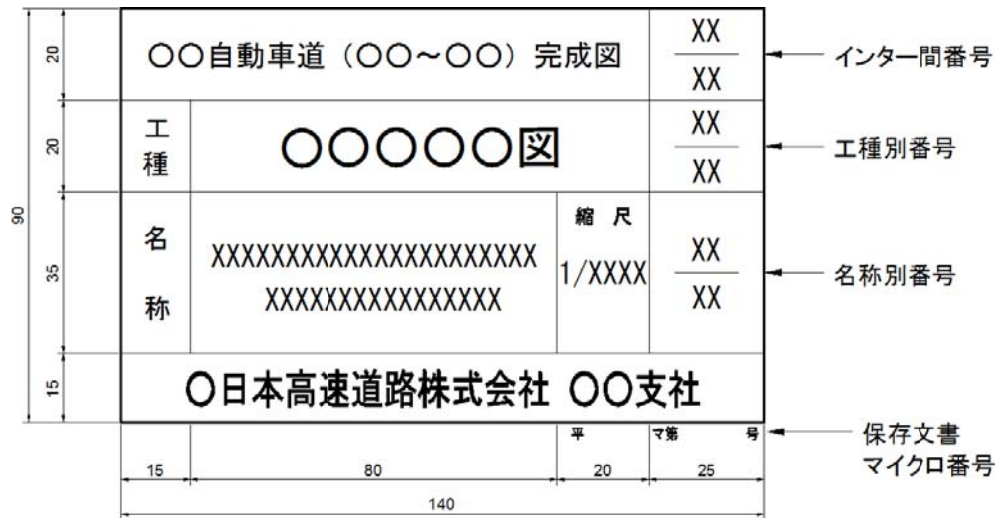 ○○自動車道（○○～○○）完成図
XX
XX
インター間番号
20
工種
○○○○○図
XX
XX
工種別番号
20
90
名称
XXXXXXXXXXXXXXXXXXXXXX
XXXXXXXXXXXXXXXX
縮尺
1/XXXX
XX
XX
名称別番号
35
○日本高速道路株式会社 ○○支社
15
平 マ第 号
保存文書
マイクロ番号
15 80 20 25
140